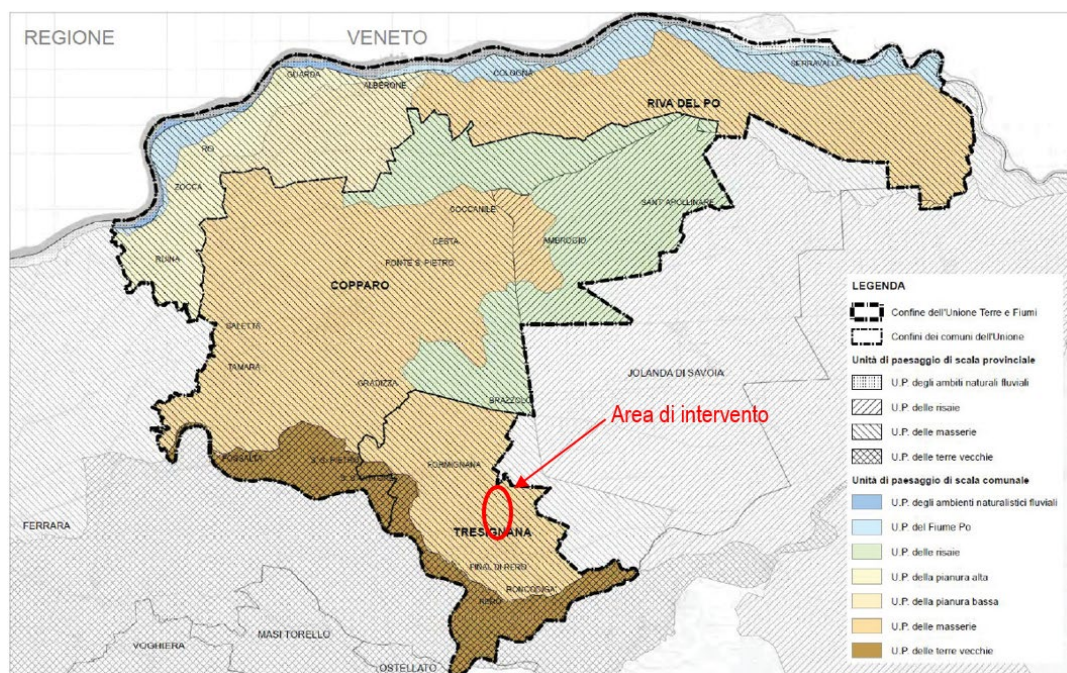 REGIONE VENETO
GUARDA
ALBERONE
COLOGNA
SERRAVALLE
RIVA DEL PO
RO
ZOCCA
COCCANILE
SANT' APOLLINARE
CESTA
AMBROGIO
RUINA
PONTE S. PIETRO
COPPARO
SALETTA
TAMARA
GRADIZZA
BRAZZOLO
JOLANDA DI SAVOIA
Area di intervento
FORMIGNANA
FOSSALTA
FERRARA
TRESIGNANA
FINAL DI RERO
RONCODIGA'
RERO
MASI TORELLO
VOGHIERA
OSTELLATO
LEGENDA
Confine dell'Unione Terre e Fiumi
Confini dei comuni dell'Unione
Unità di paesaggio di scala provinciale
U.P. degli ambiti naturali fluviali
U.P. delle risaie
U.P. delle masserie
U.P. delle terre vecchie
Unità di paesaggio di scala comunale
U.P. degli ambienti naturalistici fluviali
U.P. del Fiume Po
U.P. delle risaie
U.P. della pianura alta
U.P. della pianura bassa
U.P. delle masserie
U.P. delle terre vecchie